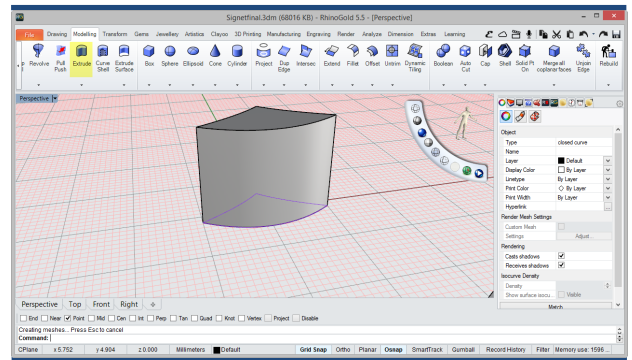 Signetfinal.3dm (68016 KB) - RhinoGold 5.5 - [Perspective]
File Drawing Modelling Transform Gems Jewellery Artistics Clayoo 3D Printing Manufacturing Engraving Render Analyze Dimension Extras Learning
Revolve Pull Push Extrude Curve Shell Extrude Surface Box Sphere Ellipsoid Cone Cylinder Project Dup Edge Intersec Extend Fillet Offset Untrim Dynamic Tiling Boolean Auto Cut Cap Shell Solid Pt On Merge all coplanar faces Unjoin Edge Rebuild
Perspective
Object
Type closed curve
Name
Layer Default
Display Color By Layer
Linetype By Layer
Print Color By Layer
Print Width By Layer
Hyperlink
Render Mesh Settings
Custom Mesh
Settings Adjust...
Rendering
Casts shadows
Receives shadows
Isocurve Density
Density
Show surface isocu... Visible
Match
Perspective Top Front Right
End Near Point Mid Cen Int Perp Tan Quad Knot Vertex Project Disable
Creating meshes... Press Esc to cancel
Command:
CPlane x 5.752 y 4.904 z 0.000 Millimeters Default Grid Snap Ortho Planar Osnap SmartTrack Gumball Record History Filter Memory use: 1596 ...